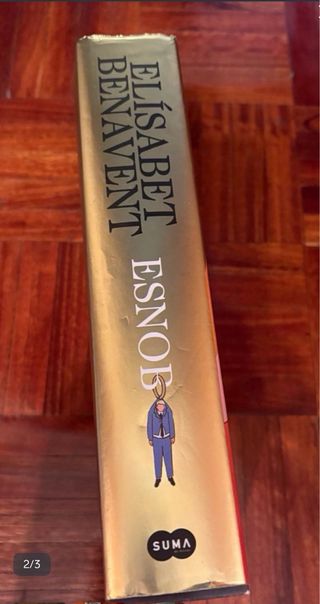 ELÍSABET
BENAVENT
ESNOB
SUMA
2/3